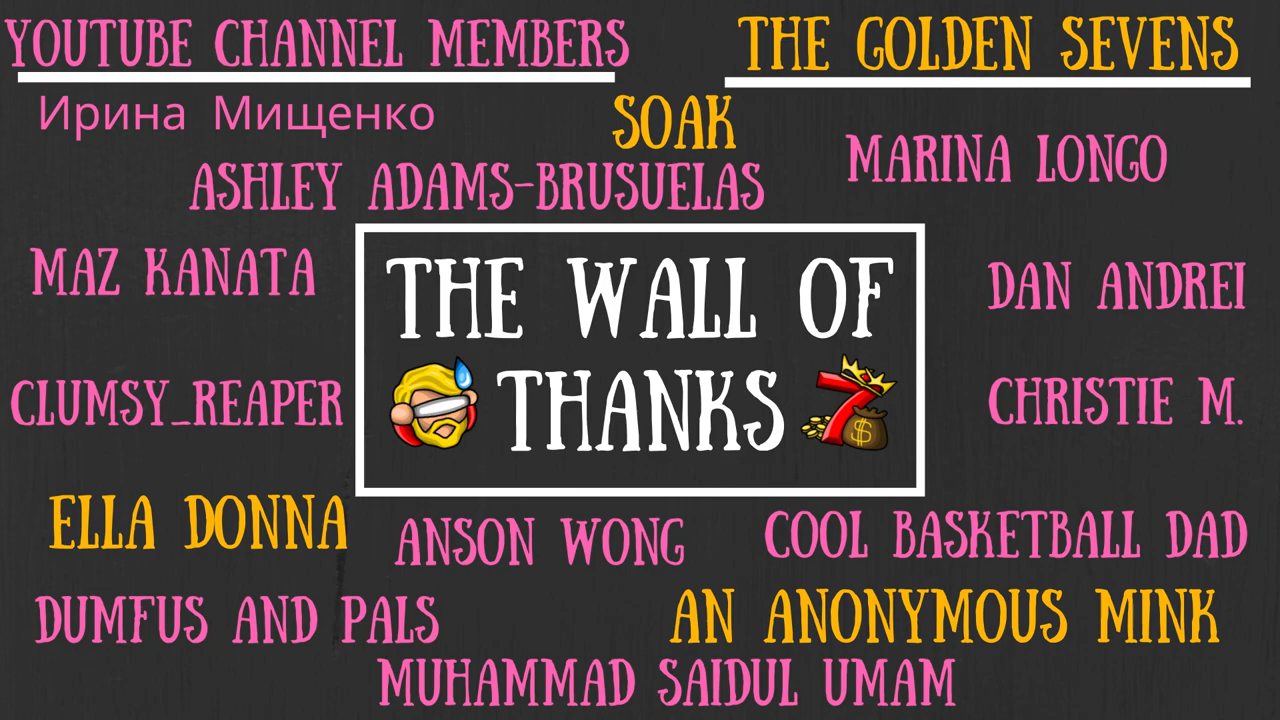 YOUTUBE CHANNEL MEMBERS
THE GOLDEN SEVENS
Ирина Мищенко
SOAK
MARINA LONGO
ASHLEY ADAMS-BRUSUELAS
MAZ KANATA
THE WALL OF
THANKS 7
$
DAN ANDREI
CLUMSY_REAPER
CHRISTIE M.
ELLA DONNA
ANSON WONG
COOL BASKETBALL DAD
DUMFUS AND PALS
AN ANONYMOUS MINK
MUHAMMAD SAIDUL UMAM